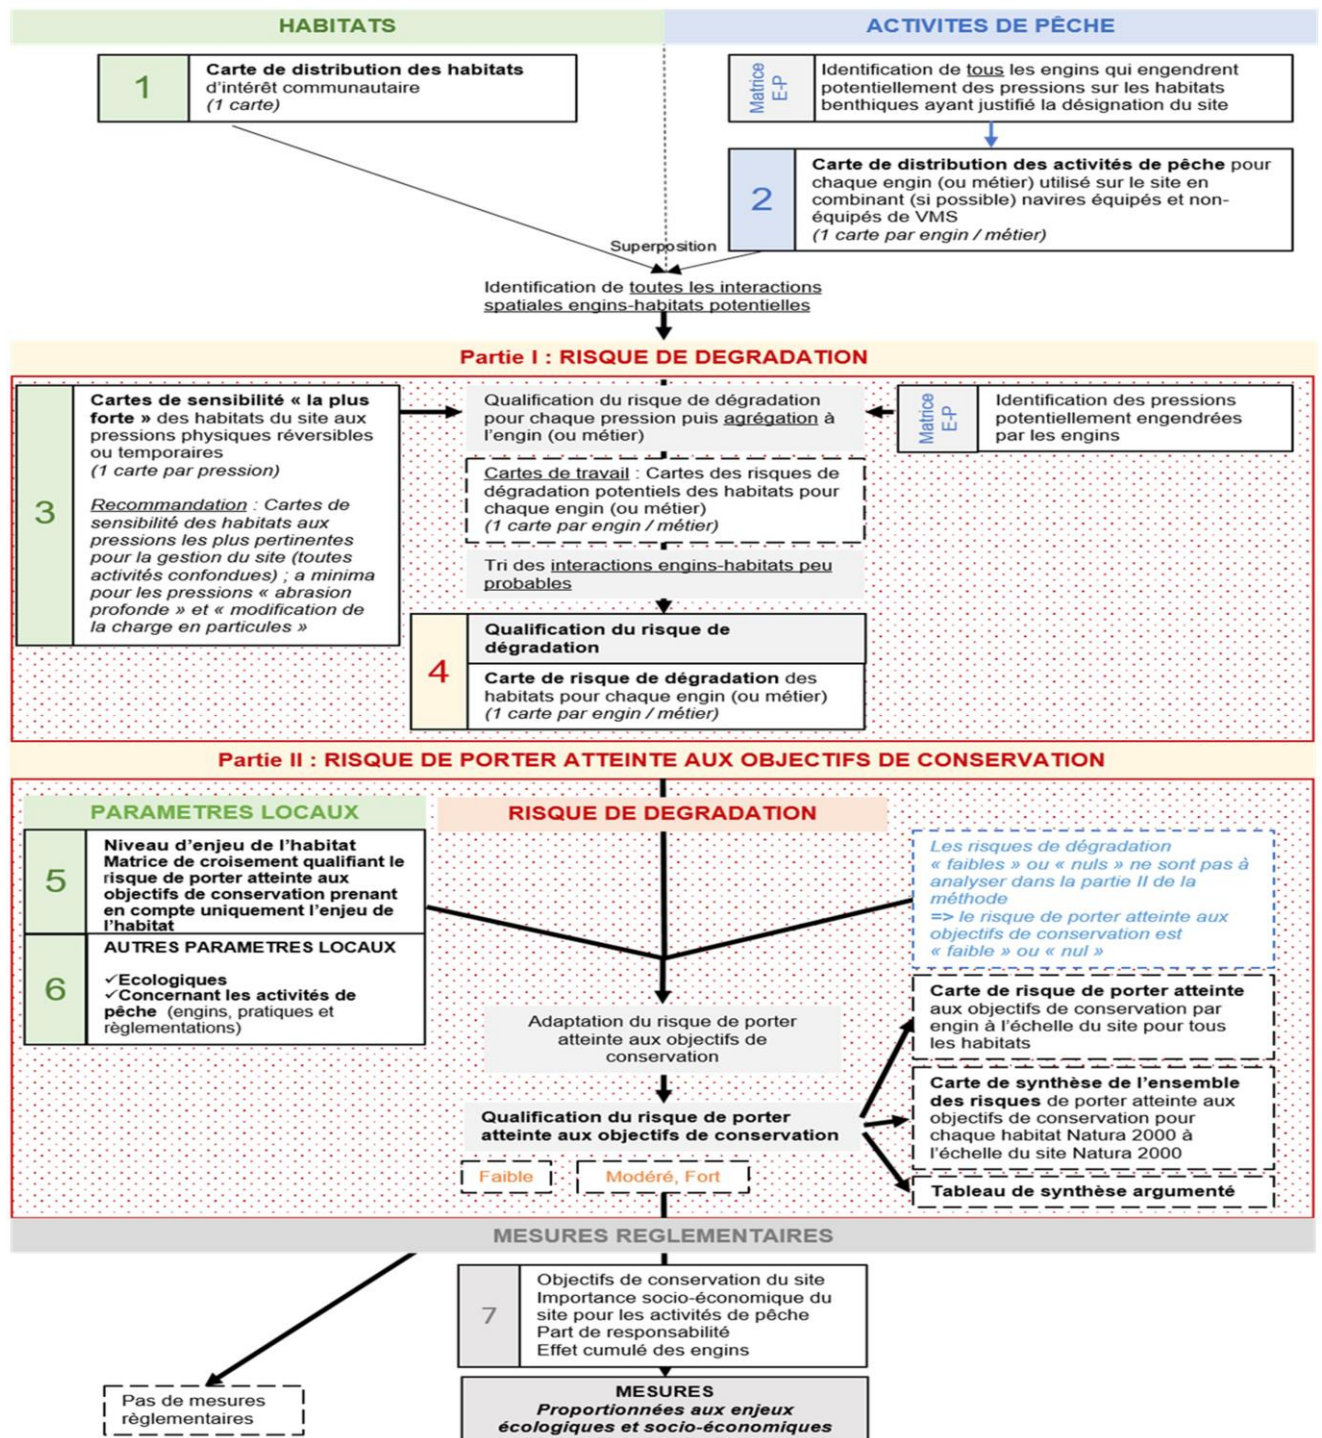 HABITATS
ACTIVITES DE PÊCHE
1
Carte de distribution des habitats
d'intérêt communautaire
(1 carte)
Matrice
E-P
Identification de tous les engins qui engendrent
potentiellement des pressions sur les habitats
benthiques ayant justifié la désignation du site
2
Carte de distribution des activités de pêche pour
chaque engin (ou métier) utilisé sur le site en
combinant (si possible) navires équipés et non-
équipés de VMS
(1 carte par engin / métier)
Superposition
Identification de toutes les interactions
spatiales engins-habitats potentielles
Partie I : RISQUE DE DEGRADATION
3
Cartes de sensibilité « la plus
forte » des habitats du site aux
pressions physiques réversibles
ou temporaires
(1 carte par pression)
Recommandation : Cartes de
sensibilité des habitats aux
pressions les plus pertinentes
pour la gestion du site (toutes
activités confondues) ; a minima
pour les pressions « abrasion
profonde » et « modification de
la charge en particules »
Qualification du risque de dégradation
pour chaque pression puis agrégation à
l'engin (ou métier)
Matrice
E-P
Identification des pressions
potentiellement engendrées
par les engins
Cartes de travail : Cartes des risques de
dégradation potentiels des habitats pour
chaque engin (ou métier)
(1 carte par engin / métier)
Tri des interactions engins-habitats peu
probables
4
Qualification du risque de
dégradation
Carte de risque de dégradation des
habitats pour chaque engin (ou métier)
(1 carte par engin / métier)
Partie II : RISQUE DE PORTER ATTEINTE AUX OBJECTIFS DE CONSERVATION
PARAMETRES LOCAUX
RISQUE DE DEGRADATION
5
Niveau d'enjeu de l'habitat
Matrice de croisement qualifiant le
risque de porter atteinte aux
objectifs de conservation prenant
en compte uniquement l'enjeu de
l'habitat
6
AUTRES PARAMETRES LOCAUX
✓Ecologiques
✓Concernant les activités de
pêche (engins, pratiques et
règlementations)
Les risques de dégradation
« faibles » ou « nuls » ne sont pas à
analyser dans la partie II de la
méthode
=> le risque de porter atteinte aux
objectifs de conservation est
« faible » ou « nul »
Adaptation du risque de porter
atteinte aux objectifs de
conservation
Qualification du risque de porter
atteinte aux objectifs de conservation
Faible
Modéré, Fort
Carte de risque de porter atteinte
aux objectifs de conservation par
engin à l'échelle du site pour tous
les habitats
Carte de synthèse de l'ensemble
des risques de porter atteinte aux
objectifs de conservation pour
chaque habitat Natura 2000 à
l'échelle du site Natura 2000
Tableau de synthèse argumenté
MESURES REGLEMENTAIRES
7
Objectifs de conservation du site
Importance socio-économique du
site pour les activités de pêche
Part de responsabilité
Effet cumulé des engins
Pas de mesures
règlementaires
MESURES
Proportionnées aux enjeux
écologiques et socio-économiques